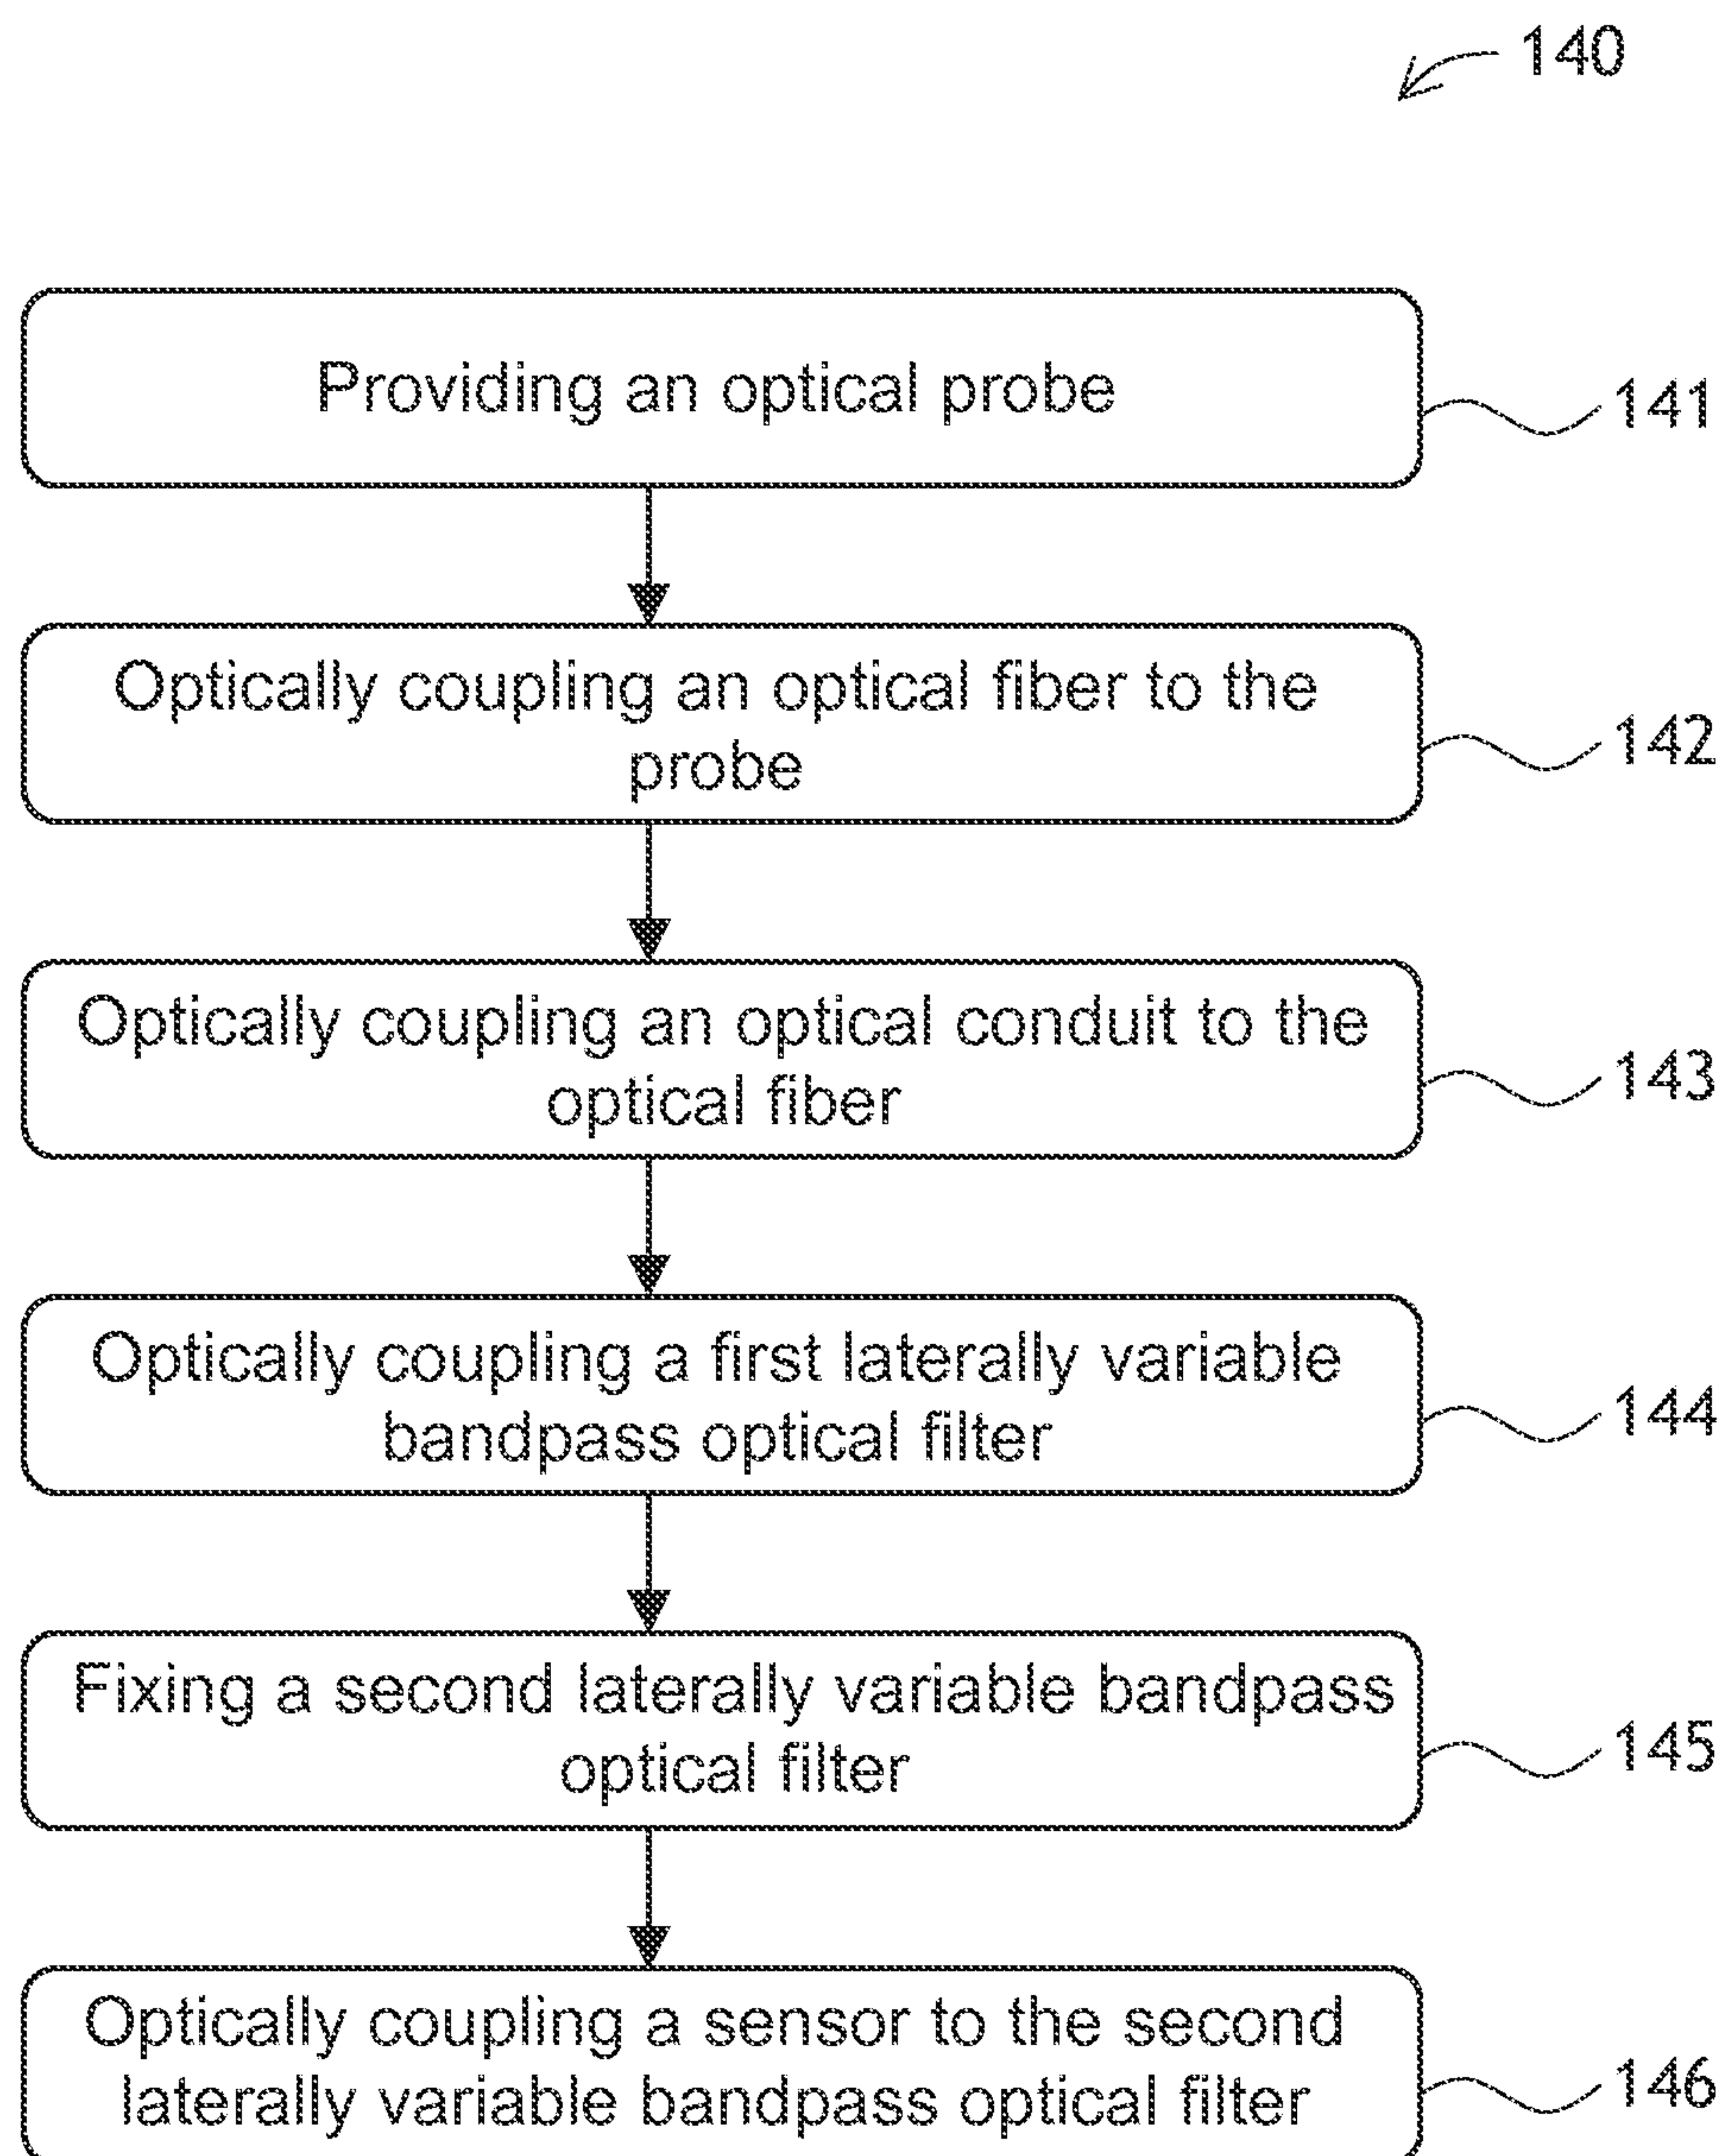 140
Providing an optical probe
141
Optically coupling an optical fiber to the
probe
142
Optically coupling an optical conduit to the
optical fiber
143
Optically coupling a first laterally variable
bandpass optical filter
144
Fixing a second laterally variable bandpass
optical filter
145
Optically coupling a sensor to the second
laterally variable bandpass optical filter
146